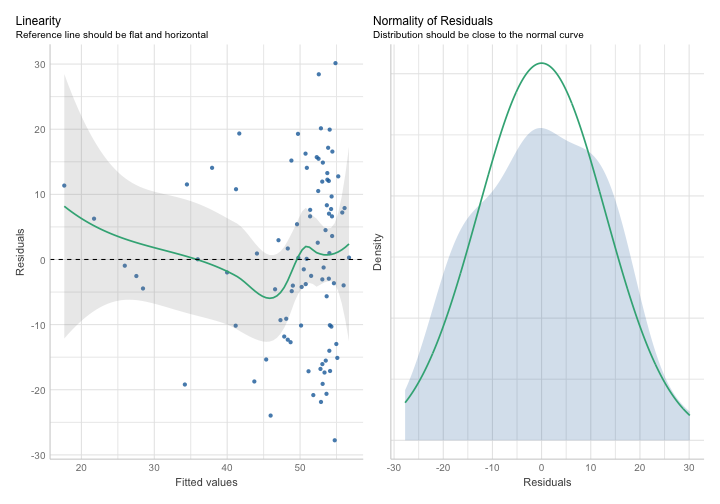 Linearity
Reference line should be flat and horizontal
30
20
10
0
-10
-20
-30
Residuals
20
30
40
50
Fitted values
Normality of Residuals
Distribution should be close to the normal curve
Density
-30
-20
-10
0
10
20
30
Residuals